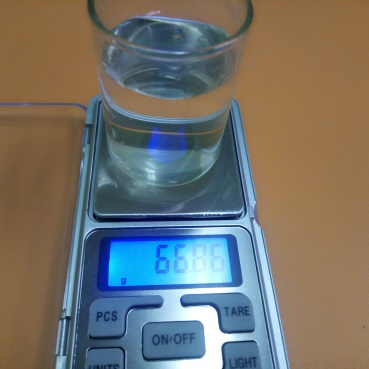 66.86
g
PCS
TARE
ON/OFF
UNITS
LIGHT